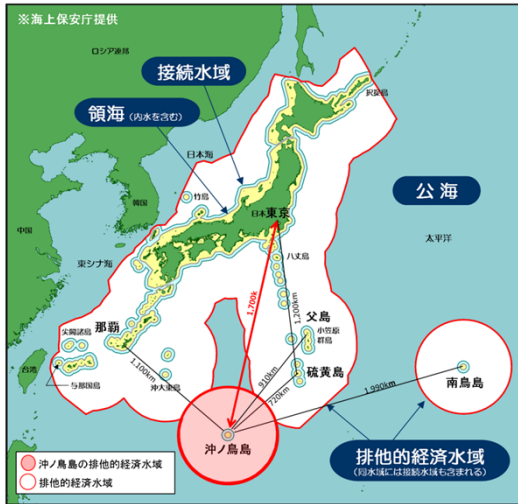 ※海上保安庁提供
ロシア連邦
接続水域
択捉島
領海(内水を含む)
日本海
竹島
公海
韓国
日本 東京
中国
太平洋
東シナ海
八丈島
1,700k
1,200km
父島
小笠原
群島
尖閣諸島
那覇
910km
硫黄島
1,990km
台湾
1,100km
720km
南鳥島
与那国島
沖大東島
沖ノ鳥島
排他的経済水域
(同水域には接続水域も含まれる)
沖ノ鳥島の排他的経済水域
排他的経済水域